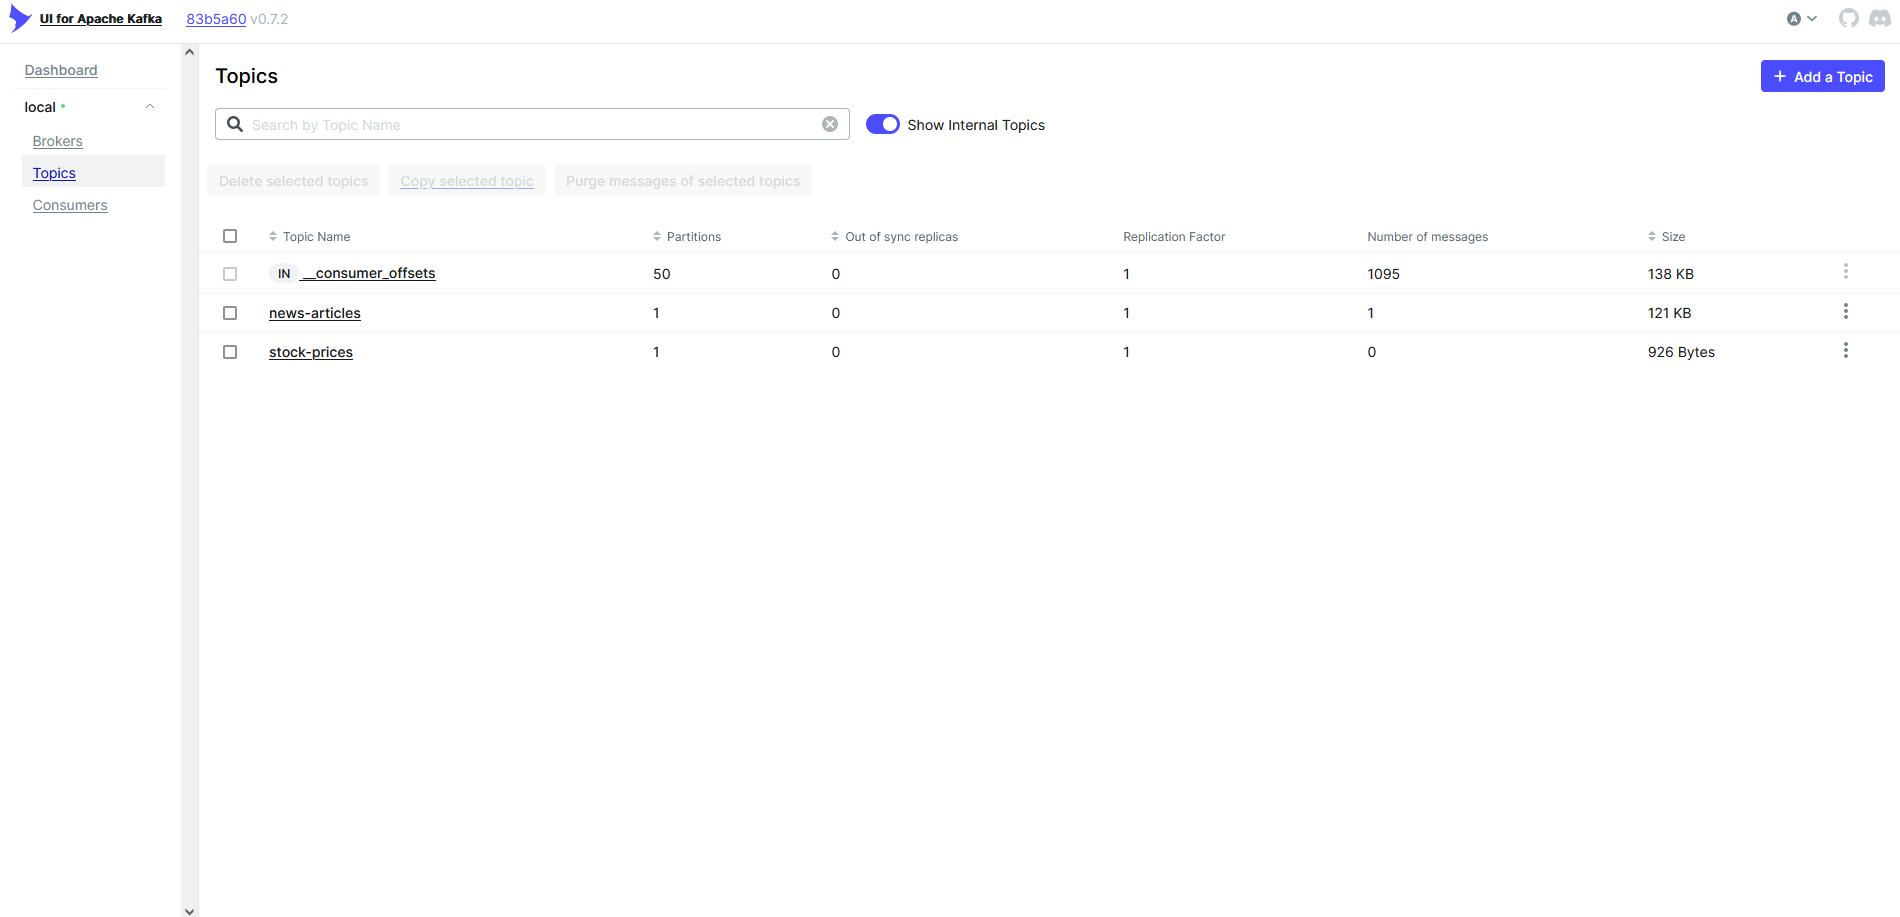 UI for Apache Kafka 83b5a60 v0.7.2 A
Dashboard
local
Brokers
Topics
Consumers
Topics
+ Add a Topic
Search by Topic Name
Show Internal Topics
Delete selected topics Copy selected topic Purge messages of selected topics
Topic Name Partitions Out of sync replicas Replication Factor Number of messages Size
IN __consumer_offsets 50 0 1 1095 138 KB
news-articles 1 0 1 1 121 KB
stock-prices 1 0 1 0 926 Bytes